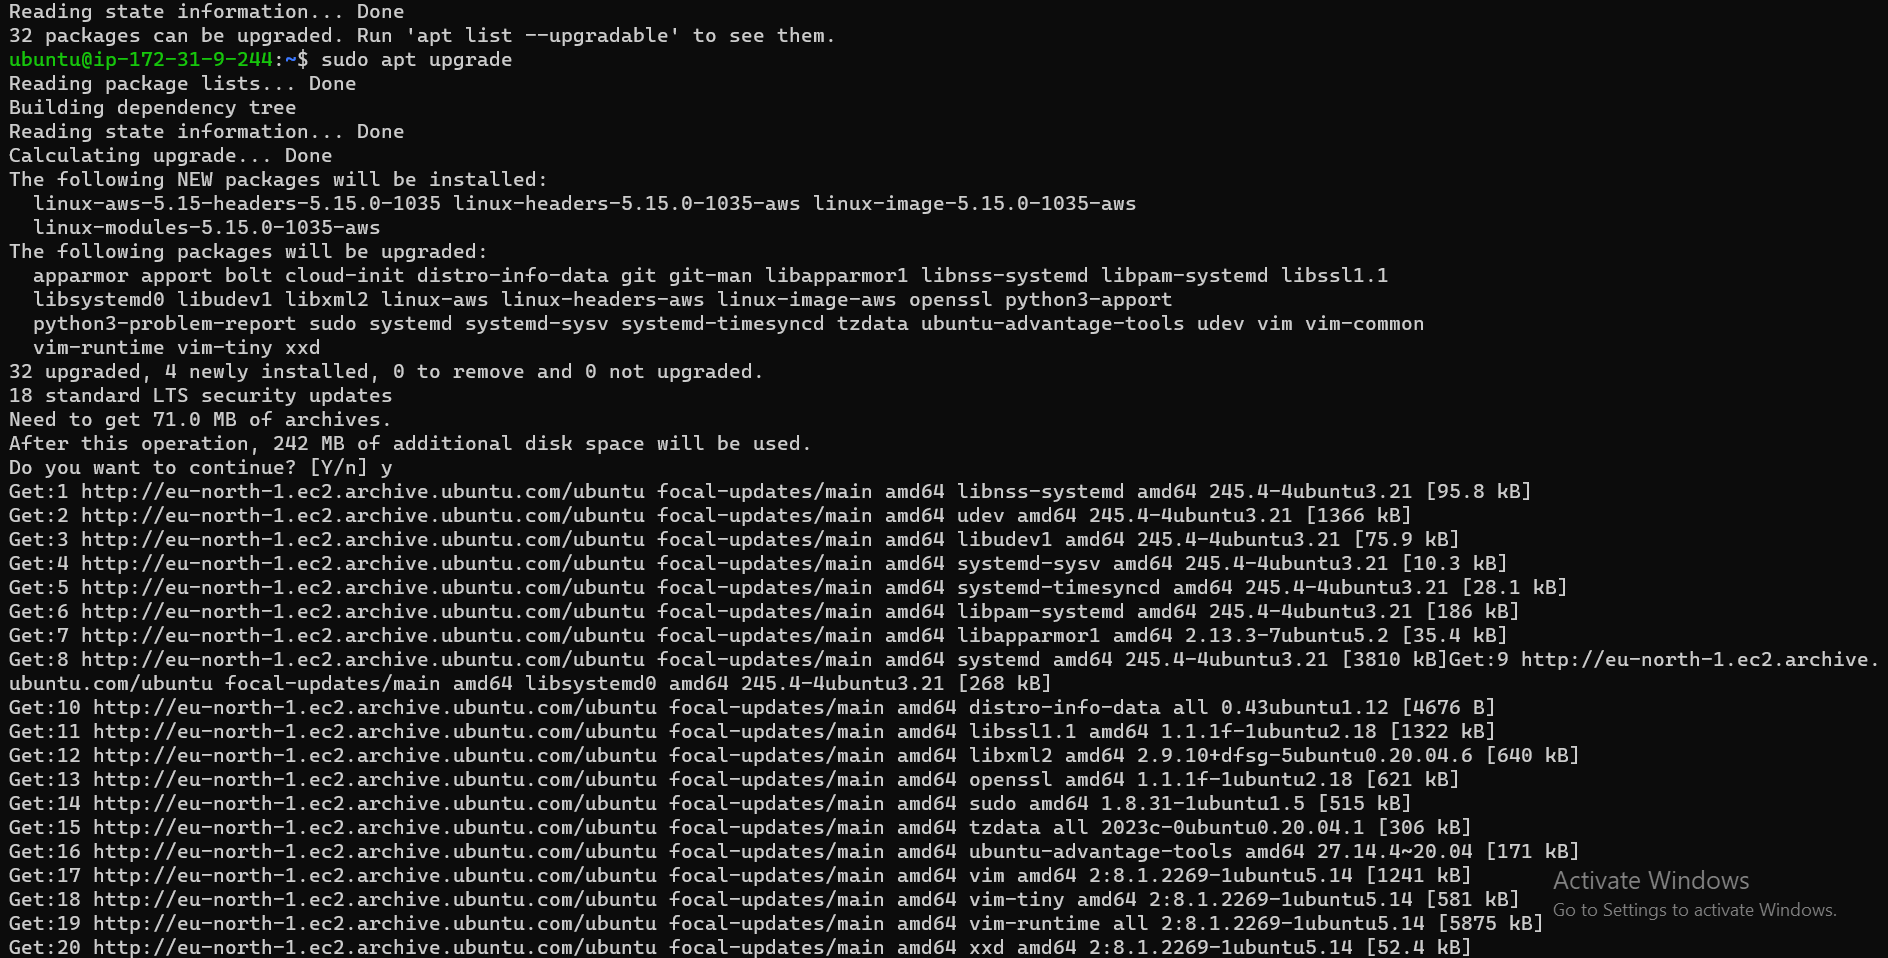 Reading state information... Done
32 packages can be upgraded. Run 'apt list --upgradable' to see them.
ubuntu@ip-172-31-9-244:~$ sudo apt upgrade
Reading package lists... Done
Building dependency tree
Reading state information... Done
Calculating upgrade... Done
The following NEW packages will be installed:
  linux-aws-5.15-headers-5.15.0-1035 linux-headers-5.15.0-1035-aws linux-image-5.15.0-1035-aws
  linux-modules-5.15.0-1035-aws
The following packages will be upgraded:
  apparmor apport bolt cloud-init distro-info-data git git-man libapparmor1 libnss-systemd libpam-systemd libssl1.1
  libsystemd0 libudev1 libxml2 linux-aws linux-headers-aws linux-image-aws openssl python3-apport
  python3-problem-report sudo systemd systemd-sysv systemd-timesyncd tzdata ubuntu-advantage-tools udev vim vim-common
  vim-runtime vim-tiny xxd
32 upgraded, 4 newly installed, 0 to remove and 0 not upgraded.
18 standard LTS security updates
Need to get 71.0 MB of archives.
After this operation, 242 MB of additional disk space will be used.
Do you want to continue? [Y/n] y
Get:1 http://eu-north-1.ec2.archive.ubuntu.com/ubuntu focal-updates/main amd64 libnss-systemd amd64 245.4-4ubuntu3.21 [95.8 kB]
Get:2 http://eu-north-1.ec2.archive.ubuntu.com/ubuntu focal-updates/main amd64 udev amd64 245.4-4ubuntu3.21 [1366 kB]
Get:3 http://eu-north-1.ec2.archive.ubuntu.com/ubuntu focal-updates/main amd64 libudev1 amd64 245.4-4ubuntu3.21 [75.9 kB]
Get:4 http://eu-north-1.ec2.archive.ubuntu.com/ubuntu focal-updates/main amd64 systemd-sysv amd64 245.4-4ubuntu3.21 [10.3 kB]
Get:5 http://eu-north-1.ec2.archive.ubuntu.com/ubuntu focal-updates/main amd64 systemd-timesyncd amd64 245.4-4ubuntu3.21 [28.1 kB]
Get:6 http://eu-north-1.ec2.archive.ubuntu.com/ubuntu focal-updates/main amd64 libpam-systemd amd64 245.4-4ubuntu3.21 [186 kB]
Get:7 http://eu-north-1.ec2.archive.ubuntu.com/ubuntu focal-updates/main amd64 libapparmor1 amd64 2.13.3-7ubuntu5.2 [35.4 kB]
Get:8 http://eu-north-1.ec2.archive.ubuntu.com/ubuntu focal-updates/main amd64 systemd amd64 245.4-4ubuntu3.21 [3810 kB]Get:9 http://eu-north-1.ec2.archive.
ubuntu.com/ubuntu focal-updates/main amd64 libsystemd0 amd64 245.4-4ubuntu3.21 [268 kB]
Get:10 http://eu-north-1.ec2.archive.ubuntu.com/ubuntu focal-updates/main amd64 distro-info-data all 0.43ubuntu1.12 [4676 B]
Get:11 http://eu-north-1.ec2.archive.ubuntu.com/ubuntu focal-updates/main amd64 libssl1.1 amd64 1.1.1f-1ubuntu2.18 [1322 kB]
Get:12 http://eu-north-1.ec2.archive.ubuntu.com/ubuntu focal-updates/main amd64 libxml2 amd64 2.9.10+dfsg-5ubuntu0.20.04.6 [640 kB]
Get:13 http://eu-north-1.ec2.archive.ubuntu.com/ubuntu focal-updates/main amd64 openssl amd64 1.1.1f-1ubuntu2.18 [621 kB]
Get:14 http://eu-north-1.ec2.archive.ubuntu.com/ubuntu focal-updates/main amd64 sudo amd64 1.8.31-1ubuntu1.5 [515 kB]
Get:15 http://eu-north-1.ec2.archive.ubuntu.com/ubuntu focal-updates/main amd64 tzdata all 2023c-0ubuntu0.20.04.1 [306 kB]
Get:16 http://eu-north-1.ec2.archive.ubuntu.com/ubuntu focal-updates/main amd64 ubuntu-advantage-tools amd64 27.14.4~20.04 [171 kB]
Get:17 http://eu-north-1.ec2.archive.ubuntu.com/ubuntu focal-updates/main amd64 vim amd64 2:8.1.2269-1ubuntu5.14 [1241 kB]
Get:18 http://eu-north-1.ec2.archive.ubuntu.com/ubuntu focal-updates/main amd64 vim-tiny amd64 2:8.1.2269-1ubuntu5.14 [581 kB]
Get:19 http://eu-north-1.ec2.archive.ubuntu.com/ubuntu focal-updates/main amd64 vim-runtime all 2:8.1.2269-1ubuntu5.14 [5875 kB]
Get:20 http://eu-north-1.ec2.archive.ubuntu.com/ubuntu focal-updates/main amd64 xxd amd64 2:8.1.2269-1ubuntu5.14 [52.4 kB]
Activate Windows
Go to Settings to activate Windows.